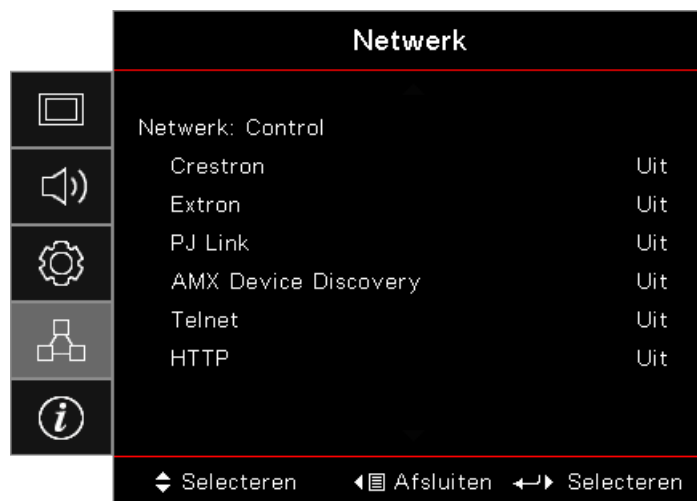 Netwerk
Netwerk: Control
Crestron Uit
Extron Uit
PJ Link Uit
AMX Device Discovery Uit
Telnet Uit
HTTP Uit
Selecteren Afsluiten Selecteren